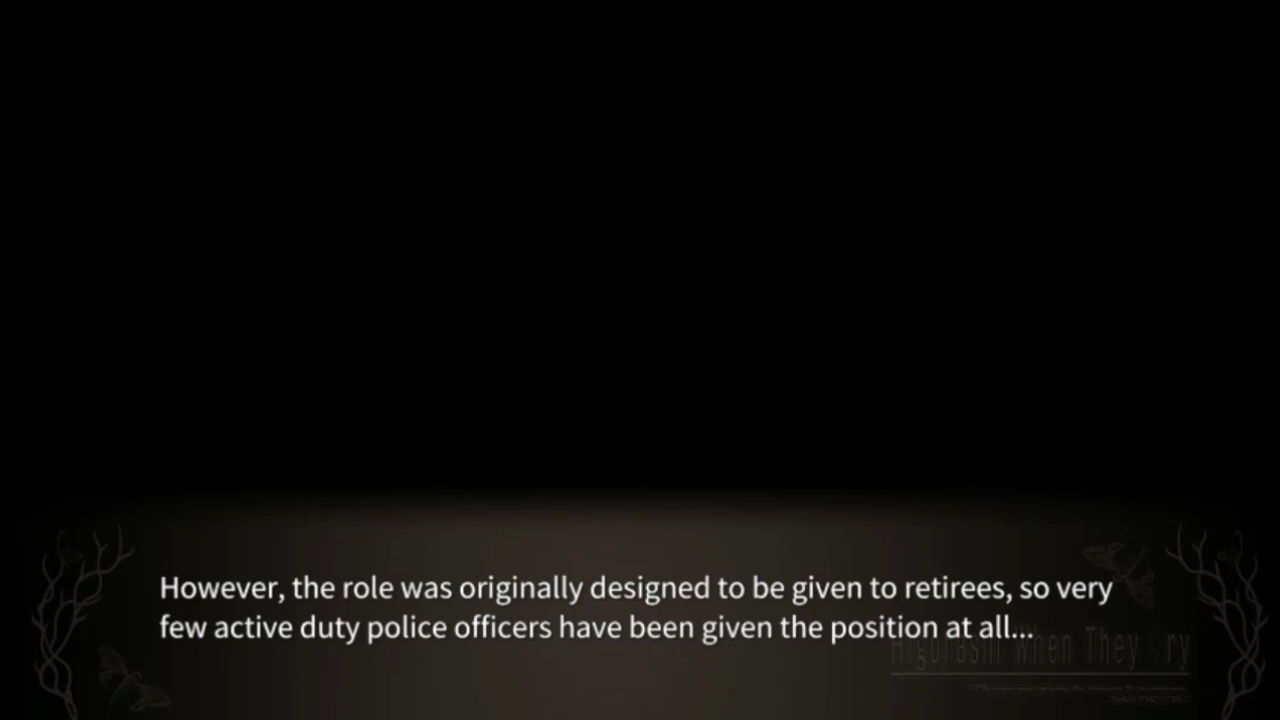 However, the role was originally designed to be given to retirees, so very
few active duty police officers have been given the position at all...
Higurashi When They Cry